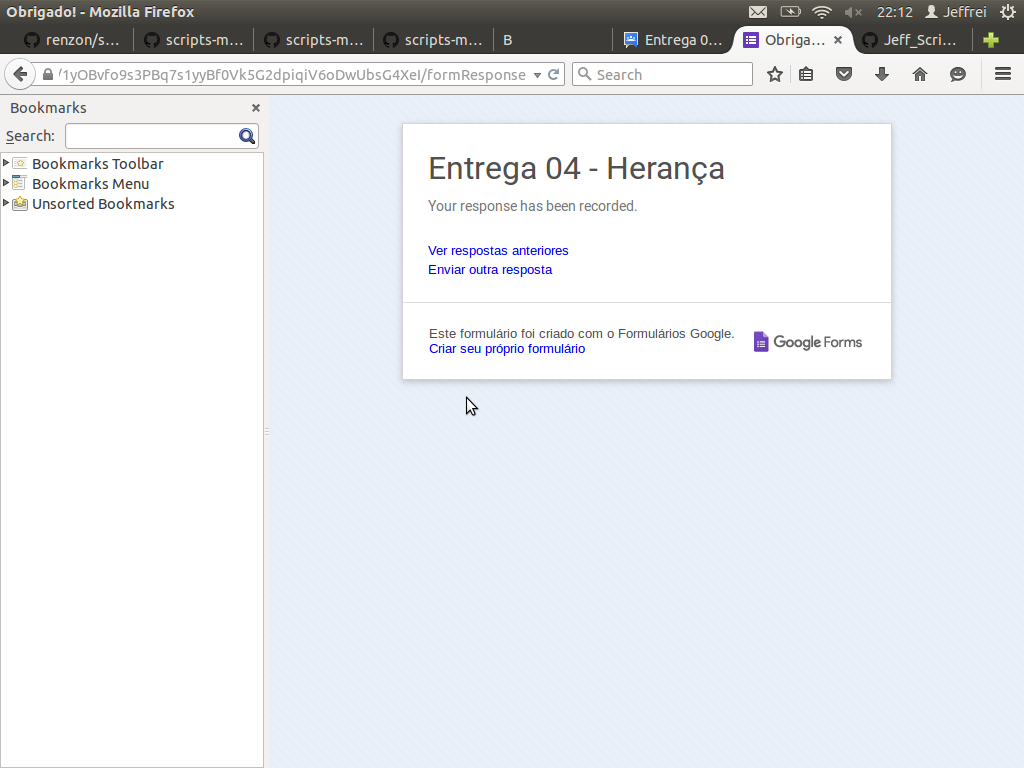 Obrigado! - Mozilla Firefox
22:12 Jeffrei
renzon/s...
scripts-m...
scripts-m...
scripts-m...
B
Entrega 0...
Obriga...
Jeff_Scri...
/1yOBvfo9s3PBq7s1yyBf0Vk5G2dpiqiV6oDwUbsG4XeI/formResponse
Search
Bookmarks
Search:
Bookmarks Toolbar
Bookmarks Menu
Unsorted Bookmarks
Entrega 04 - Herança
Your response has been recorded.
Ver respostas anteriores
Enviar outra resposta
Este formulário foi criado com o Formulários Google.
Criar seu próprio formulário
Google Forms